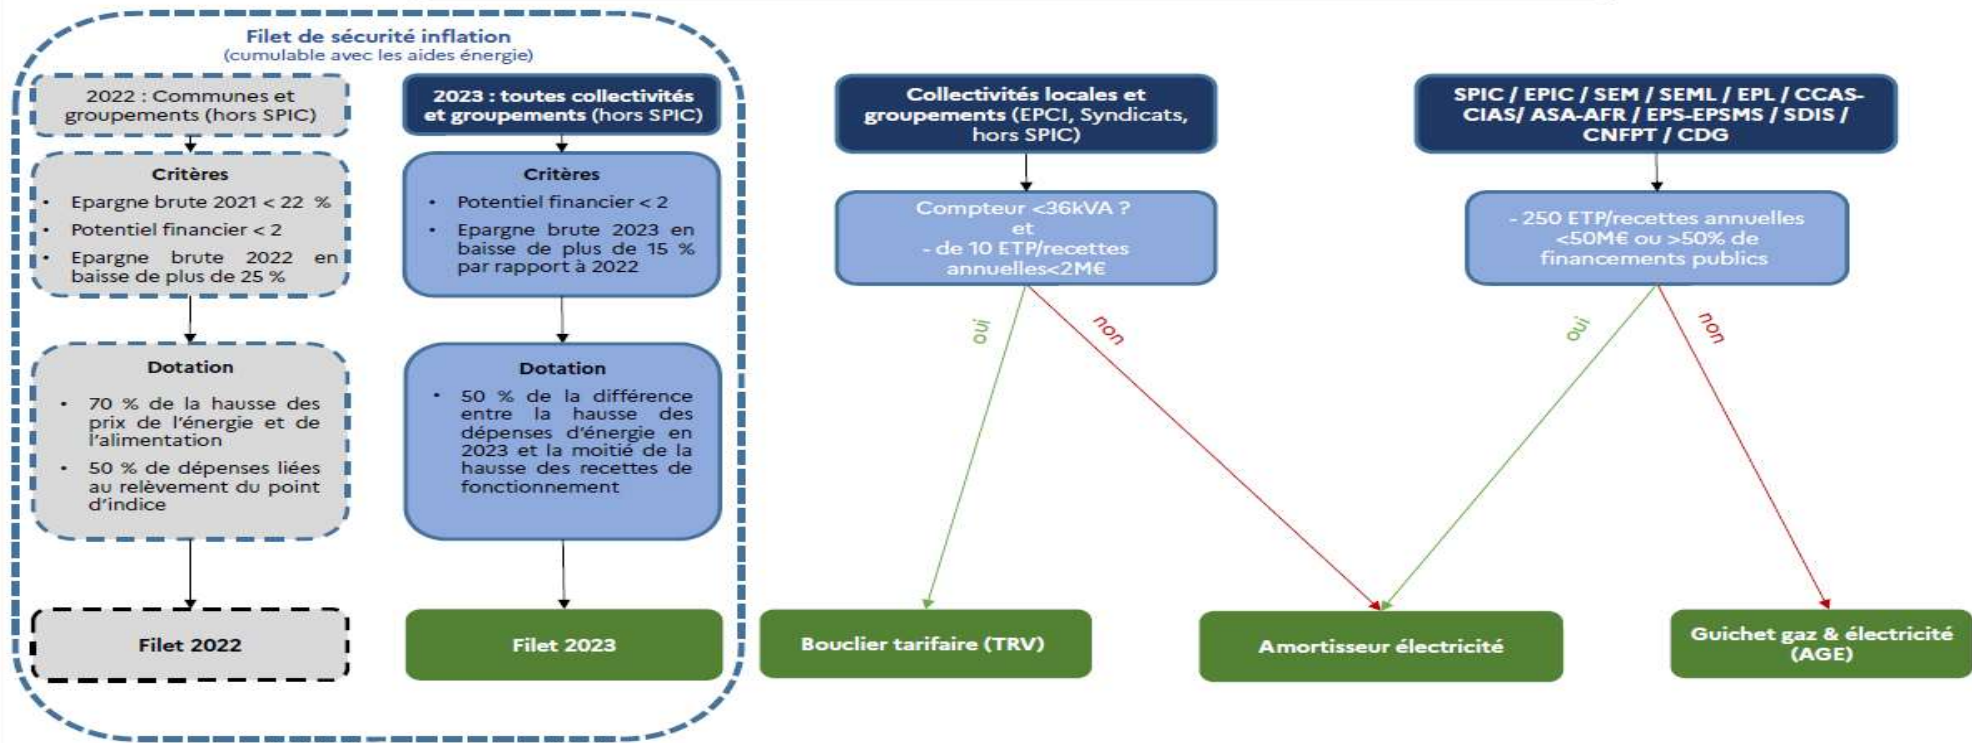 Filet de sécurité inflation
(cumulable avec les aides énergie)
2022 : Communes et
groupements (hors SPIC)
Critères
• Epargne brute 2021 < 22 %
• Potentiel financier < 2
• Epargne brute 2022 en
baisse de plus de 25 %
Dotation
• 70 % de la hausse des
prix de l'énergie et de
l'alimentation
• 50 % de dépenses liées
au relèvement du point
d'indice
Filet 2022
2023 : toutes collectivités
et groupements (hors SPIC)
Critères
• Potentiel financier < 2
• Epargne brute 2023 en
baisse de plus de 15 %
par rapport à 2022
Dotation
• 50 % de la différence
entre la hausse des
dépenses d'énergie en
2023 et la moitié de la
hausse des recettes de
fonctionnement
Filet 2023
Collectivités locales et
groupements (EPCI, Syndicats,
hors SPIC)
Compteur <36kVA ?
et
- de 10 ETP/recettes
annuelles<2M€
oui
non
SPIC / EPIC / SEM / SEML / EPL / CCAS-
CIAS/ ASA-AFR / EPS-EPSMS / SDIS /
CNFPT / CDG
- 250 ETP/recettes annuelles
<50M€ ou >50% de
financements publics
oui
non
Bouclier tarifaire (TRV)
Amortisseur électricité
Guichet gaz & électricité
(AGE)